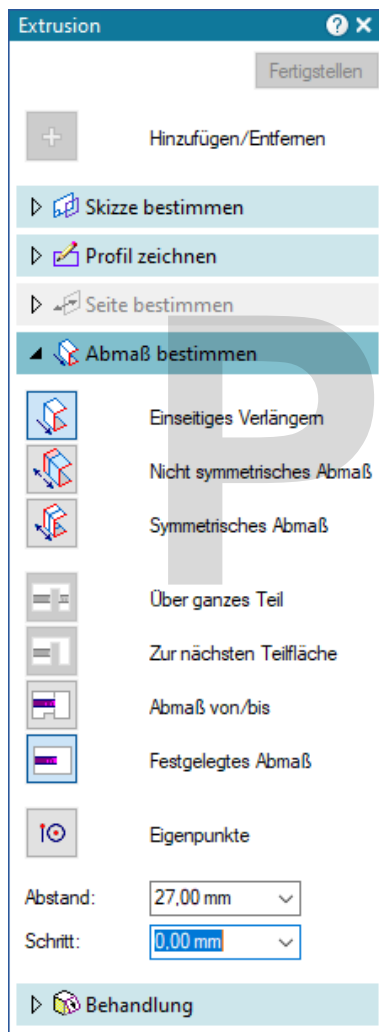 Extrusion
Fertigstellen
Hinzufügen/Entfernen
Skizze bestimmen
Profil zeichnen
Seite bestimmen
Abmaß bestimmen
Einseitiges Verlängern
Nicht symmetrisches Abmaß
Symmetrisches Abmaß
Über ganzes Teil
Zur nächsten Teilfläche
Abmaß von/bis
Festgelegtes Abmaß
Eigenpunkte
Abstand: 27,00 mm
Schritt: 0,00 mm
Behandlung
P